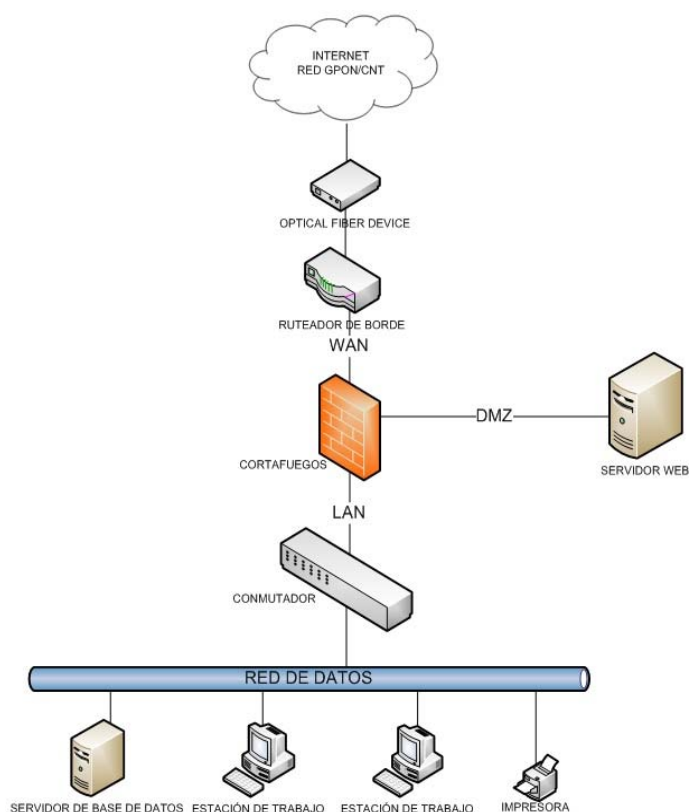 INTERNET
RED GPON/CNT
OPTICAL FIBER DEVICE
RUTEADOR DE BORDE
WAN
DMZ
CORTAFUEGOS
SERVIDOR WEB
LAN
CONMUTADOR
RED DE DATOS
SERVIDOR DE BASE DE DATOS
ESTACIÓN DE TRABAJO
ESTACIÓN DE TRABAJO
IMPRESORA